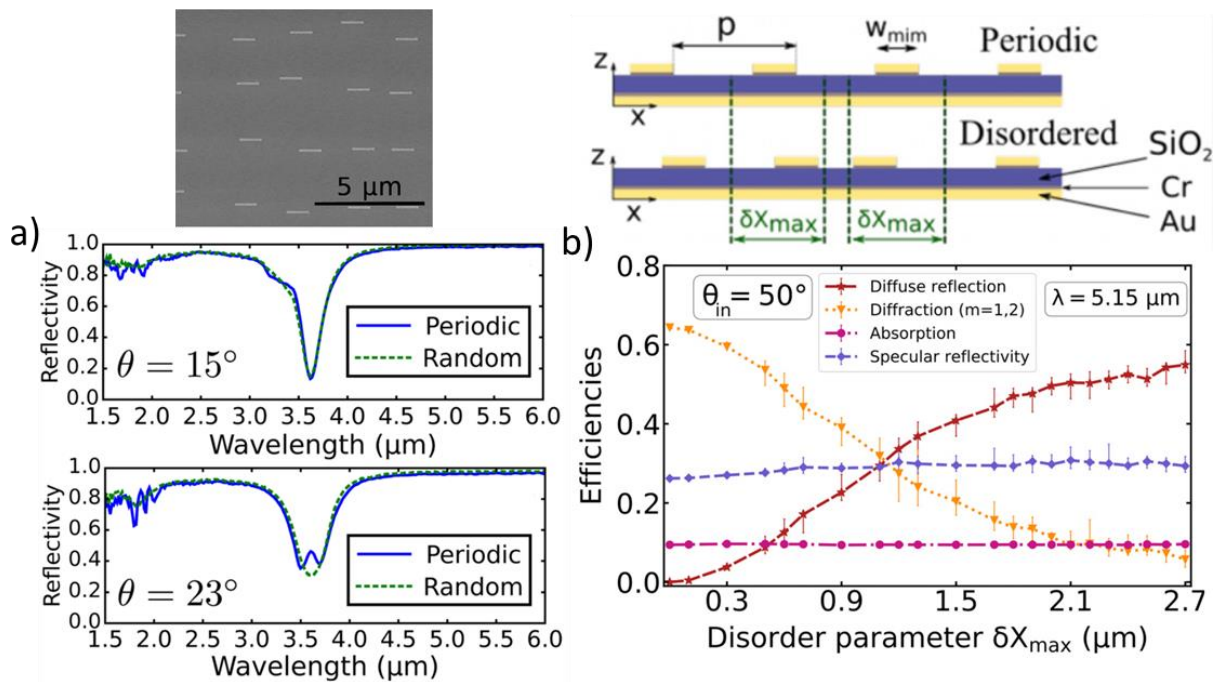 5 μm
p
w_mim
Periodic
z
x
Disordered
z
x
SiO₂
Cr
Au
δX_max
δX_max
a)
Reflectivity
1.0
0.8
0.6
0.4
0.2
0.0
θ = 15°
Periodic
Random
1.5 2.0 2.5 3.0 3.5 4.0 4.5 5.0 5.5 6.0
Wavelength (μm)
Reflectivity
1.0
0.8
0.6
0.4
0.2
0.0
θ = 23°
Periodic
Random
1.5 2.0 2.5 3.0 3.5 4.0 4.5 5.0 5.5 6.0
Wavelength (μm)
b)
Efficiencies
0.8
0.6
0.4
0.2
0.0
θ_in = 50°
Diffuse reflection
Diffraction (m=1,2)
Absorption
Specular reflectivity
λ = 5.15 μm
0.3 0.9 1.5 2.1 2.7
Disorder parameter δX_max (μm)